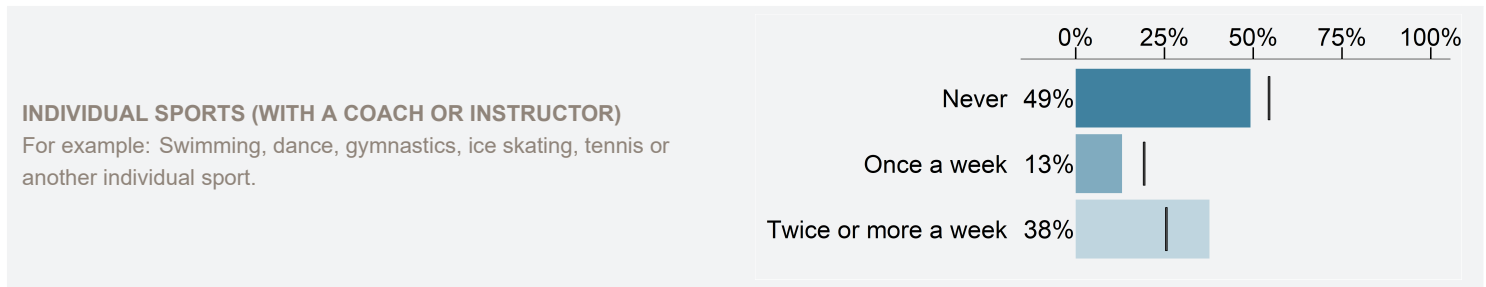 INDIVIDUAL SPORTS (WITH A COACH OR INSTRUCTOR)
For example: Swimming, dance, gymnastics, ice skating, tennis or
another individual sport.
0% 25% 50% 75% 100%
Never 49%
Once a week 13%
Twice or more a week 38%